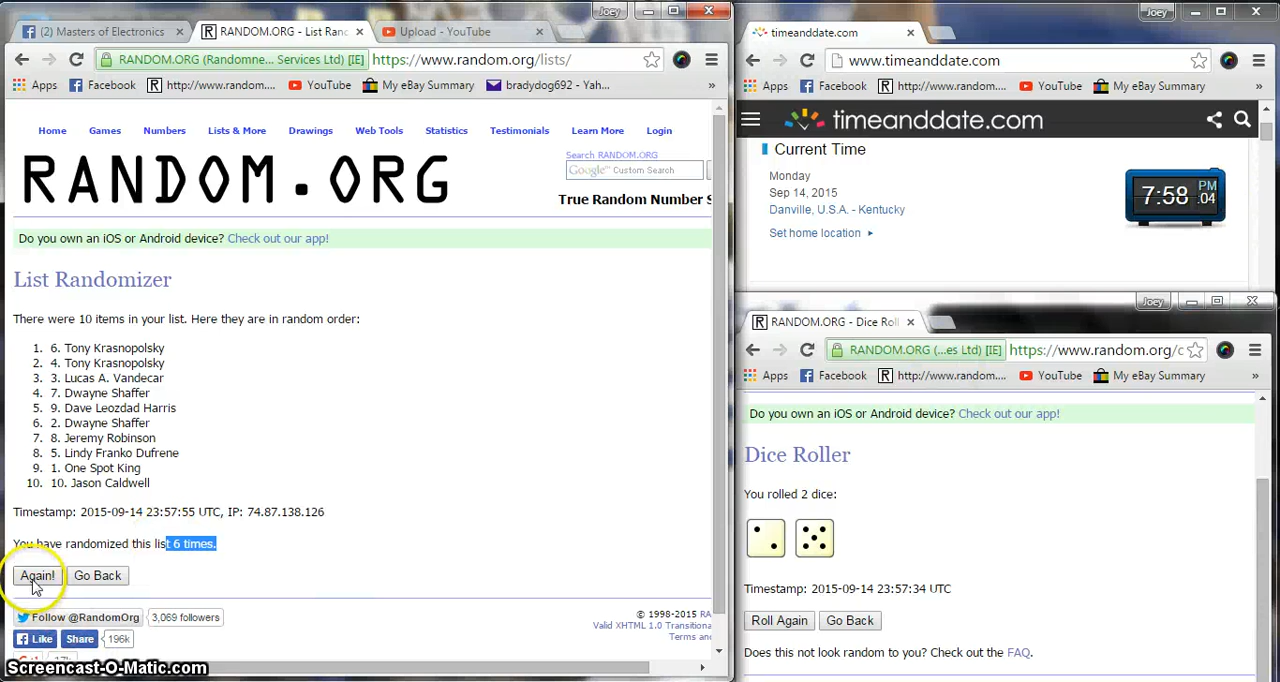 Joey
(2) Masters of Electronics
RANDOM.ORG - List Ran
Upload - YouTube
RANDOM.ORG (Randomne... Services Ltd) [IE]
https://www.random.org/lists/
Apps
Facebook
http://www.random....
YouTube
My eBay Summary
bradydog692 - Yah...
»
Home
Games
Numbers
Lists & More
Drawings
Web Tools
Statistics
Testimonials
Learn More
Login
RANDOM.ORG
Search RANDOM.ORG
Google™ Custom Search
True Random Number S
Do you own an iOS or Android device? Check out our app!
List Randomizer
There were 10 items in your list. Here they are in random order:
1. 6. Tony Krasnopolsky
2. 4. Tony Krasnopolsky
3. 3. Lucas A. Vandecar
4. 7. Dwayne Shaffer
5. 9. Dave Leozdad Harris
6. 2. Dwayne Shaffer
7. 8. Jeremy Robinson
8. 5. Lindy Franko Dufrene
9. 1. One Spot King
10. 10. Jason Caldwell
Timestamp: 2015-09-14 23:57:55 UTC, IP: 74.87.138.126
You have randomized this list 6 times.
Again!
Go Back
Follow @RandomOrg
3,069 followers
Like
Share
196k
© 1998-2015 RA
Valid XHTML 1.0 Transitiona
Terms and
Screencast-O-Matic.com
Joey
timeanddate.com
www.timeanddate.com
Apps
Facebook
http://www.random....
YouTube
My eBay Summary
»
timeanddate.com
Current Time
Monday
Sep 14, 2015
Danville, U.S.A. - Kentucky
Set home location
7:58 PM :04
Joey
RANDOM.ORG - Dice Roll
RANDOM.ORG (...es Ltd) [IE]
https://www.random.org/c
Apps
Facebook
http://www.random....
YouTube
My eBay Summary
»
Do you own an iOS or Android device? Check out our app!
Dice Roller
You rolled 2 dice:
Timestamp: 2015-09-14 23:57:34 UTC
Roll Again
Go Back
Does this not look random to you? Check out the FAQ.